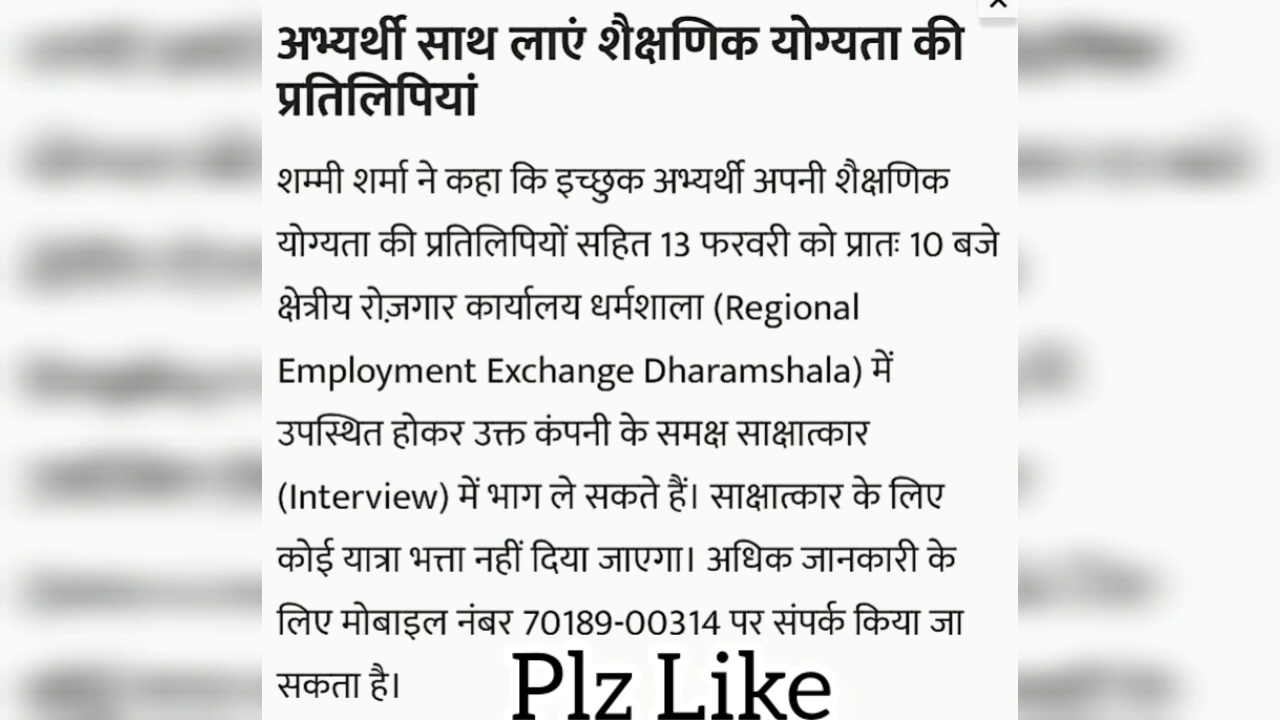 अभ्यर्थी साथ लाएं शैक्षणिक योग्यता की
प्रतिलिपियां
शम्मी शर्मा ने कहा कि इच्छुक अभ्यर्थी अपनी शैक्षणिक
योग्यता की प्रतिलिपियों सहित 13 फरवरी को प्रातः 10 बजे
क्षेत्रीय रोज़गार कार्यालय धर्मशाला (Regional
Employment Exchange Dharamshala) में
उपस्थित होकर उक्त कंपनी के समक्ष साक्षात्कार
(Interview) में भाग ले सकते हैं। साक्षात्कार के लिए
कोई यात्रा भत्ता नहीं दिया जाएगा। अधिक जानकारी के
लिए मोबाइल नंबर 70189-00314 पर संपर्क किया जा
सकता है।
Plz Like